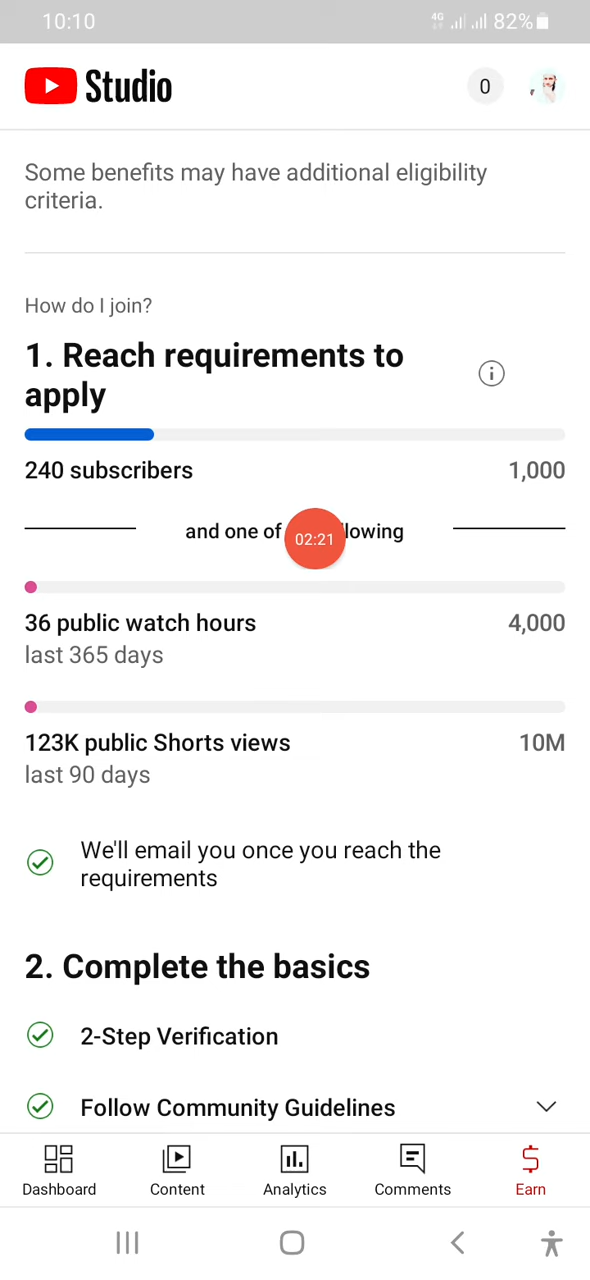 10:10
4G 82%
Studio
0
Some benefits may have additional eligibility
criteria.
How do I join?
1. Reach requirements to
apply
240 subscribers 1,000
and one of lowing
02:21
36 public watch hours 4,000
last 365 days
123K public Shorts views 10M
last 90 days
We'll email you once you reach the
requirements
2. Complete the basics
2-Step Verification
Follow Community Guidelines
Dashboard Content Analytics Comments Earn